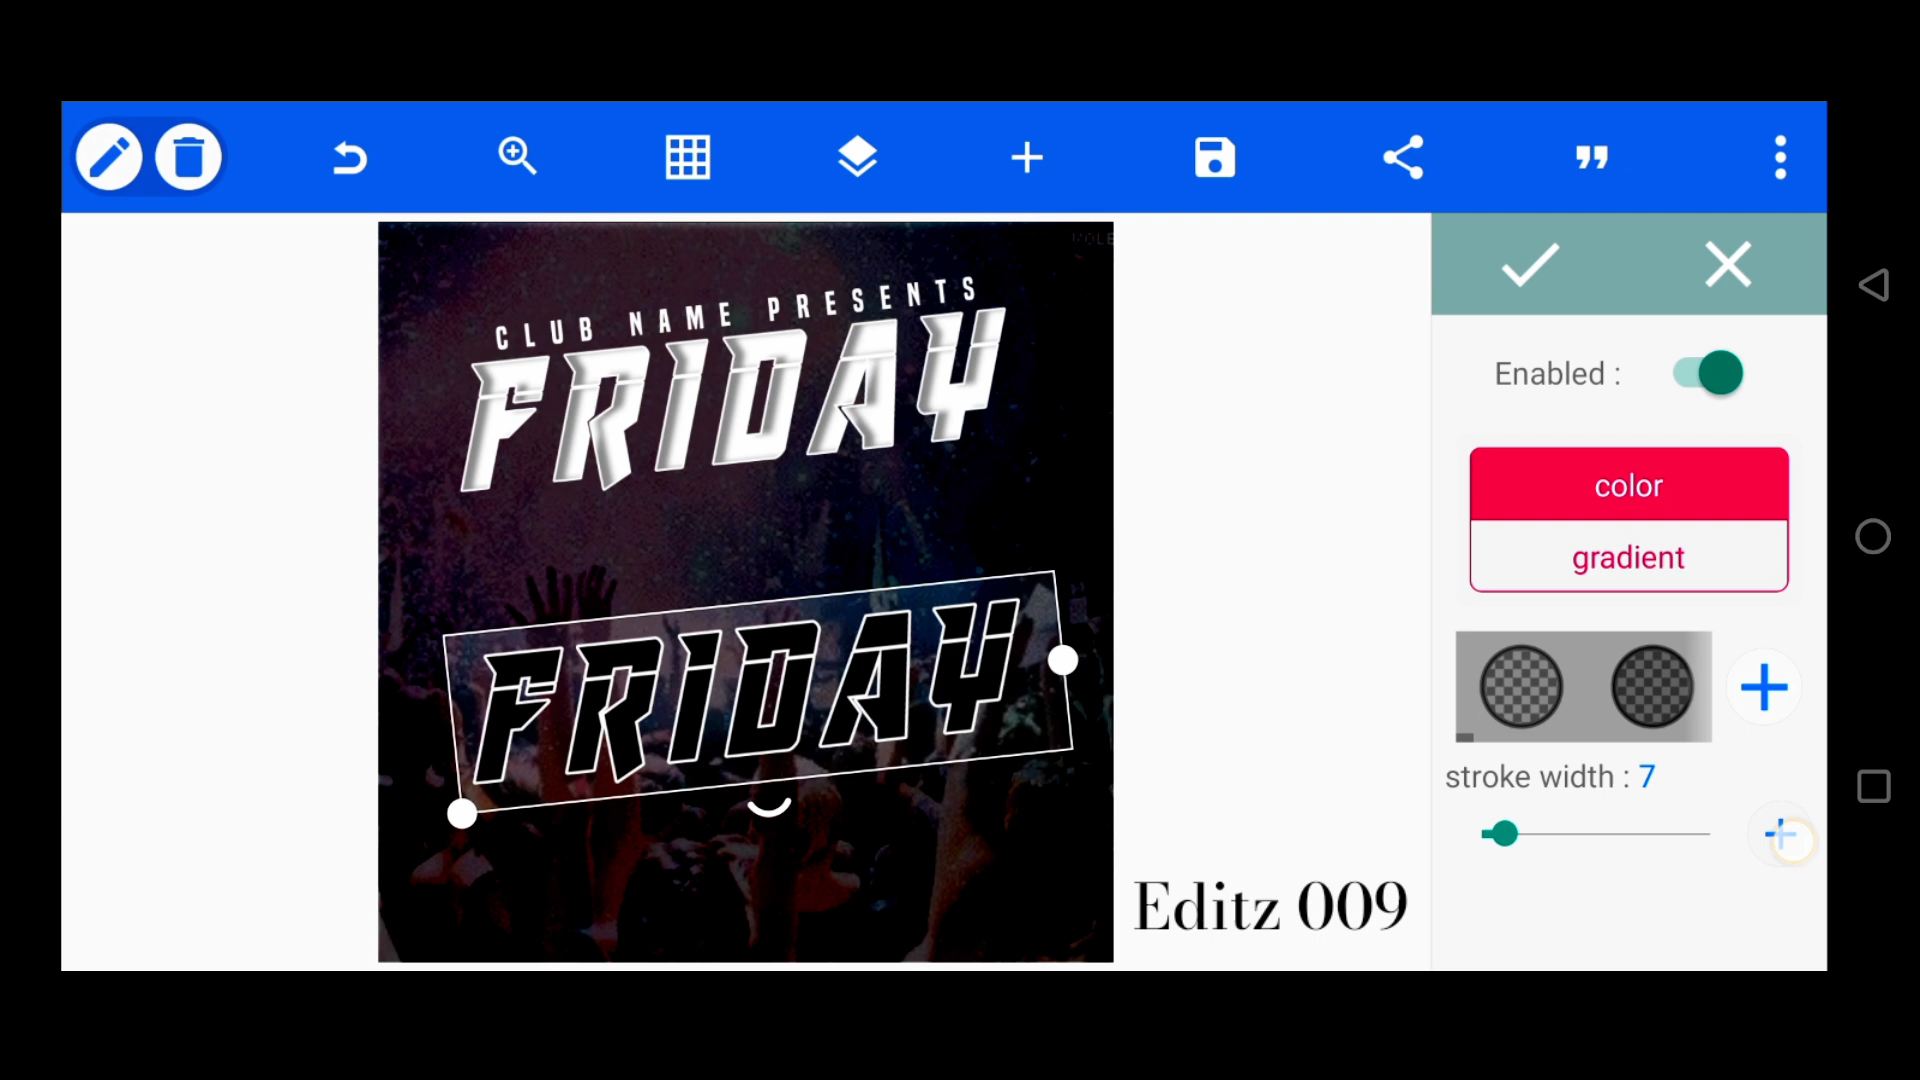 CLUB NAME PRESENTS
FRIDAY
FRIDAY
Editz 009
Enabled :
color
gradient
stroke width : 7